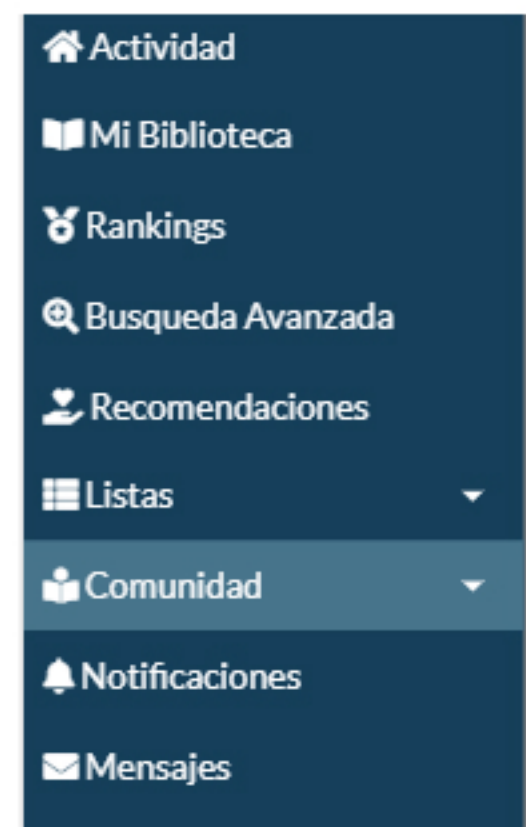 Actividad
Mi Biblioteca
Rankings
Busqueda Avanzada
Recomendaciones
Listas
Comunidad
Notificaciones
Mensajes